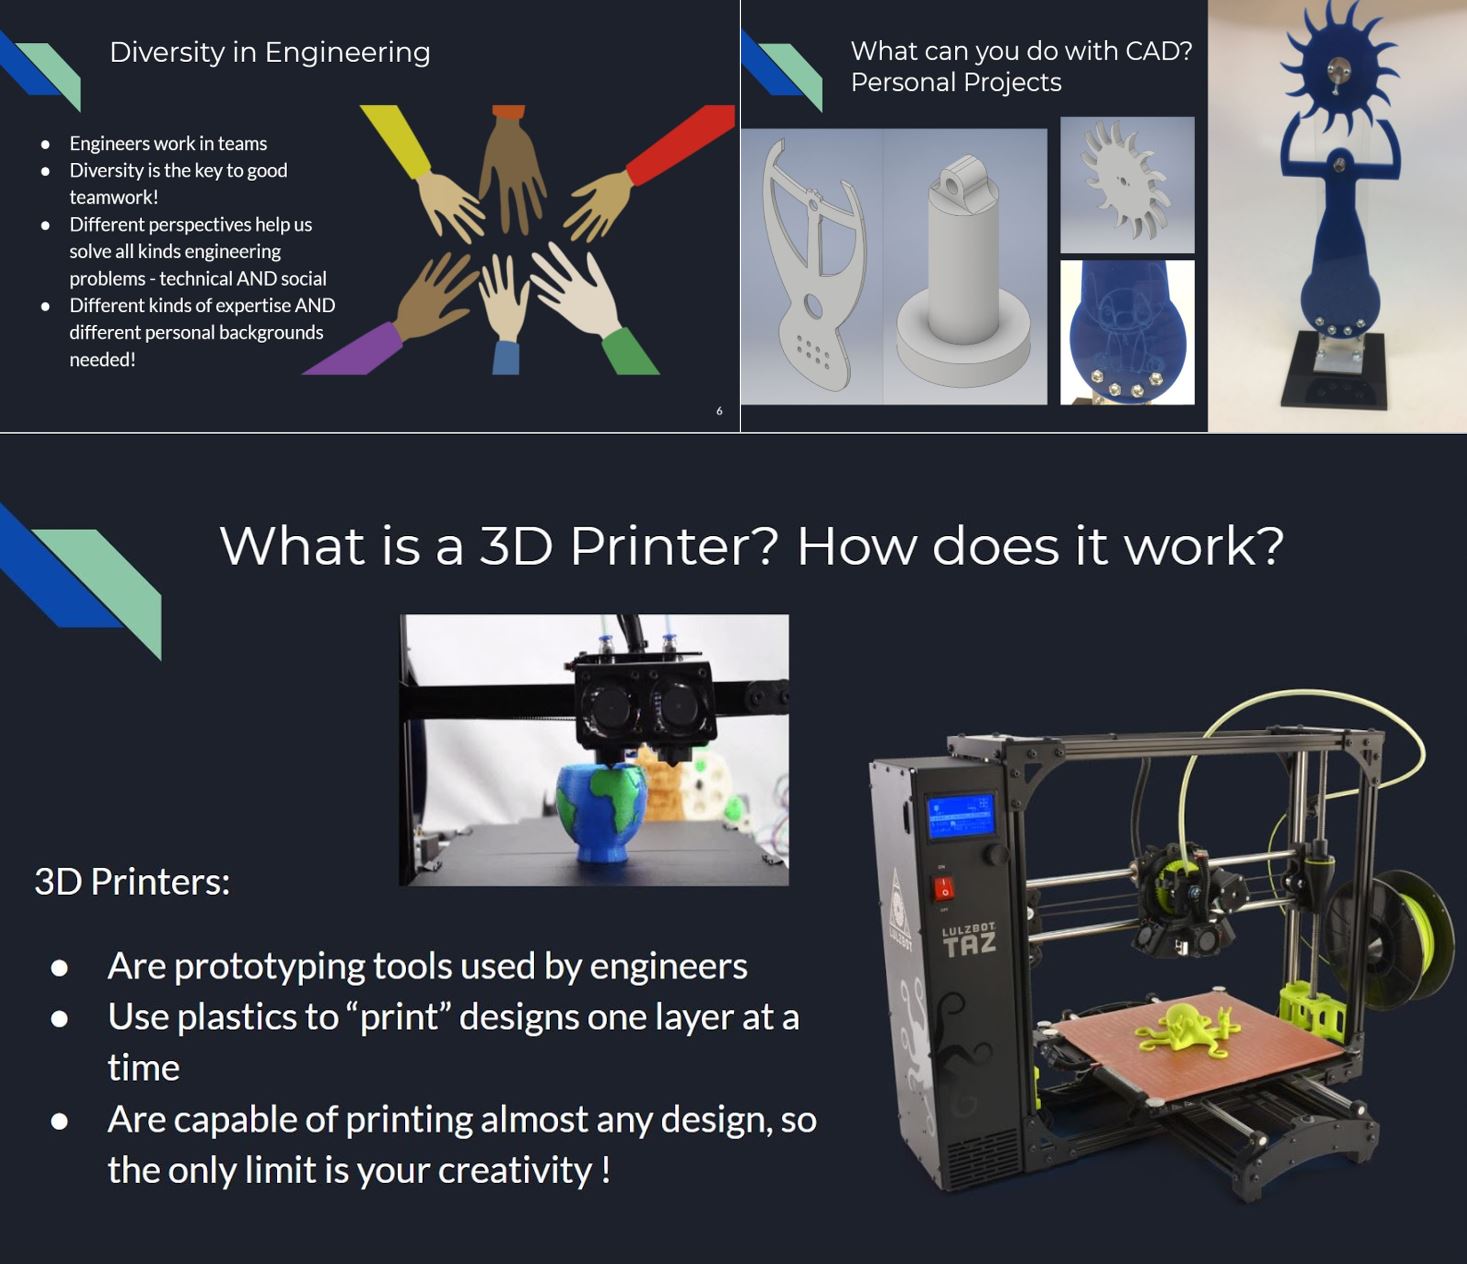 Diversity in Engineering
● Engineers work in teams
● Diversity is the key to good
teamwork!
● Different perspectives help us
solve all kinds engineering
problems - technical AND social
● Different kinds of expertise AND
different personal backgrounds
needed!
6
What can you do with CAD?
Personal Projects
What is a 3D Printer? How does it work?
3D Printers:
● Are prototyping tools used by engineers
● Use plastics to “print” designs one layer at a
time
● Are capable of printing almost any design, so
the only limit is your creativity !
LULZBOT
ON
OFF
LULZBOT
TAZ